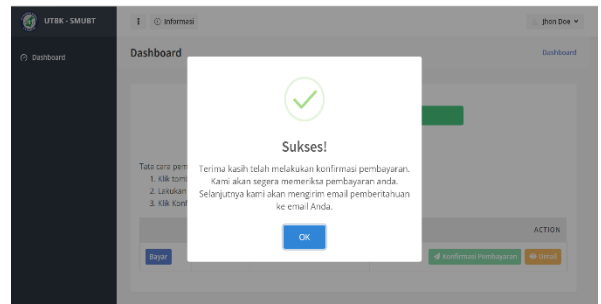 UTBK - SMUBT
Informasi
Jhon Doe
Dashboard
Dashboard
Dashboard
Sukses!
Tata cara pem
Terima kasih telah melakukan konfirmasi pembayaran.
1. Klik tom
Kami akan segera memeriksa pembayaran anda.
2. Lakukan
Selanjutnya kami akan mengirim email pemberitahuan
3. Klik Konf
ke email Anda.
OK
ACTION
Bayar
Konfirmasi Pembayaran